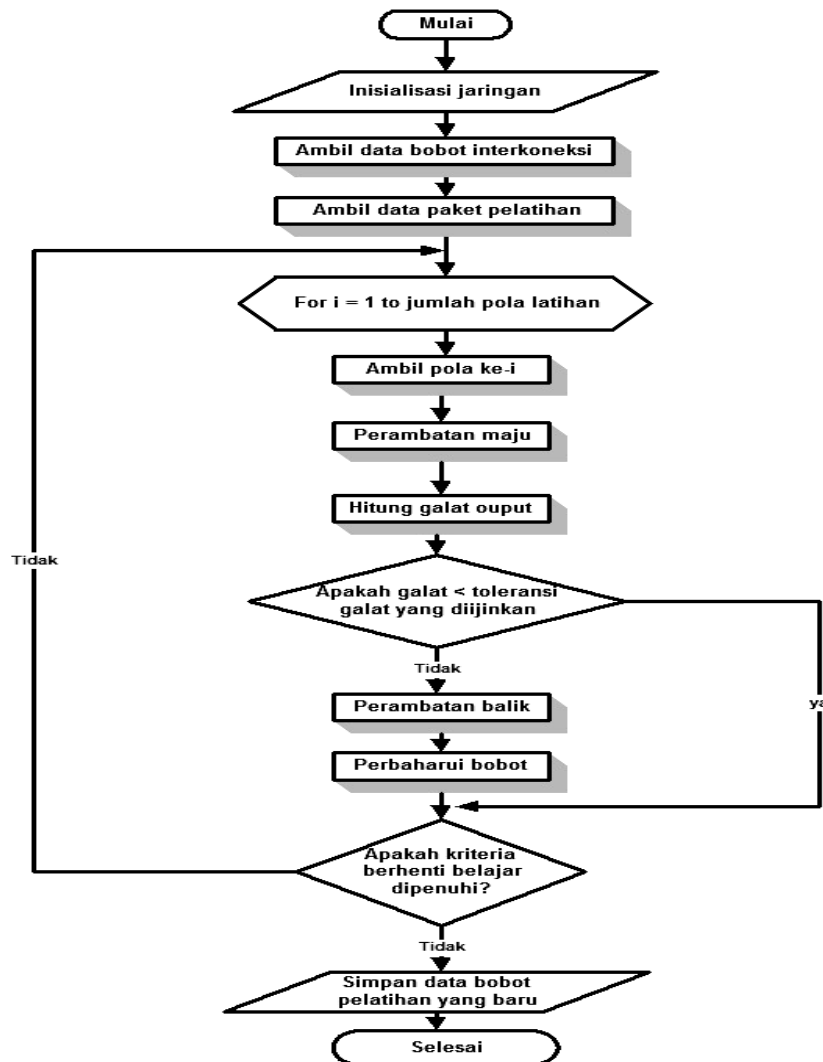 Mulai
Inisialisasi jaringan
Ambil data bobot interkoneksi
Ambil data paket pelatihan
For i = 1 to jumlah pola latihan
Ambil pola ke-i
Perambatan maju
Hitung galat ouput
Tidak
Apakah galat < toleransi
galat yang diijinkan
Tidak
Perambatan balik
ya
Perbaharui bobot
Apakah kriteria
berhenti belajar
dipenuhi?
Tidak
Simpan data bobot
pelatihan yang baru
Selesai